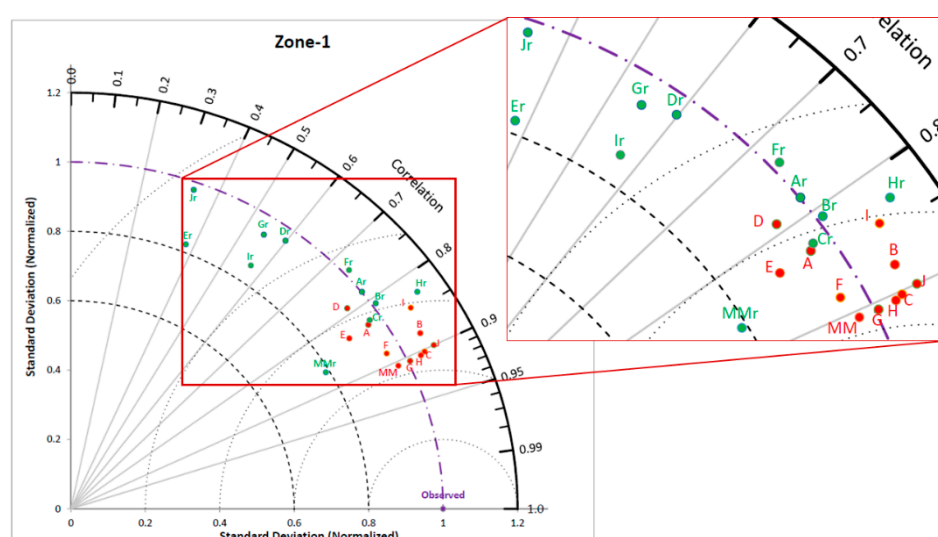 Zone-1
Standard Deviation (Normalized)
1.2
1
0.8
0.6
0.4
0.2
0
0.0
0.1
0.2
0.3
0.4
0.5
0.6
0.7
0.8
0.9
0.95
0.99
1.0
Correlation
Jr
Er
Gr
Dr
Ir
Fr
Ar
Br
Hr
Cr
D
A
I
E
B
F
J
C
H
G
MM
MMr
Observed
0
0.2
0.4
0.6
0.8
1
1.2
Standard Deviation (Normalized)
relation
0.7
0.8
Jr
Gr
Dr
Er
Ir
Fr
Ar
Hr
Br
D
I
Cr
A
B
E
F
J
C
H
G
MM
MMr